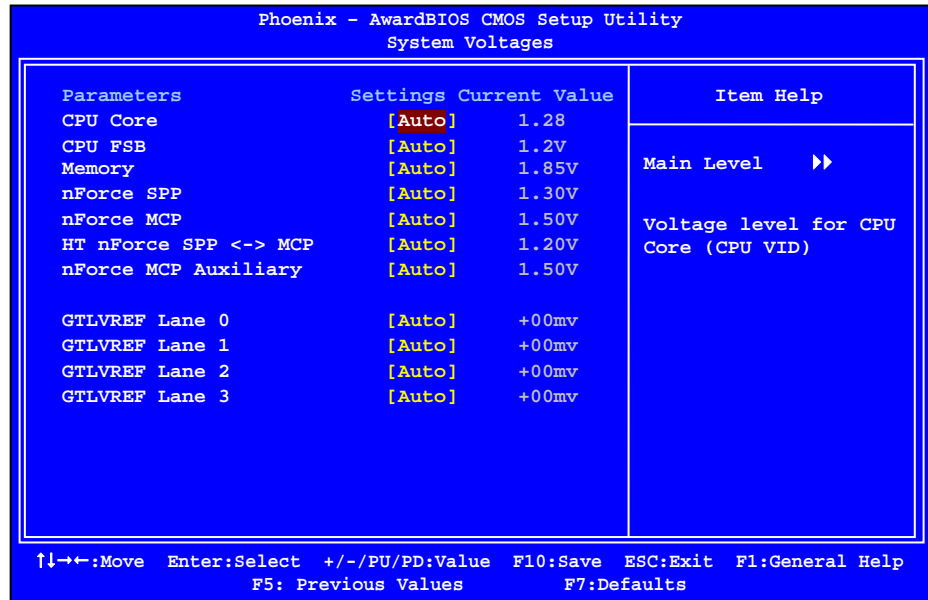 Phoenix – AwardBIOS CMOS Setup Utility
System Voltages
Parameters Settings Current Value
CPU Core [Auto] 1.28
CPU FSB [Auto] 1.2V
Memory [Auto] 1.85V
nForce SPP [Auto] 1.30V
nForce MCP [Auto] 1.50V
HT nForce SPP <-> MCP [Auto] 1.20V
nForce MCP Auxiliary [Auto] 1.50V
GTLVREF Lane 0 [Auto] +00mv
GTLVREF Lane 1 [Auto] +00mv
GTLVREF Lane 2 [Auto] +00mv
GTLVREF Lane 3 [Auto] +00mv
Item Help
Main Level
Voltage level for CPU
Core (CPU VID)
↑↓→←:Move Enter:Select +/-/PU/PD:Value F10:Save ESC:Exit F1:General Help
F5: Previous Values F7:Defaults